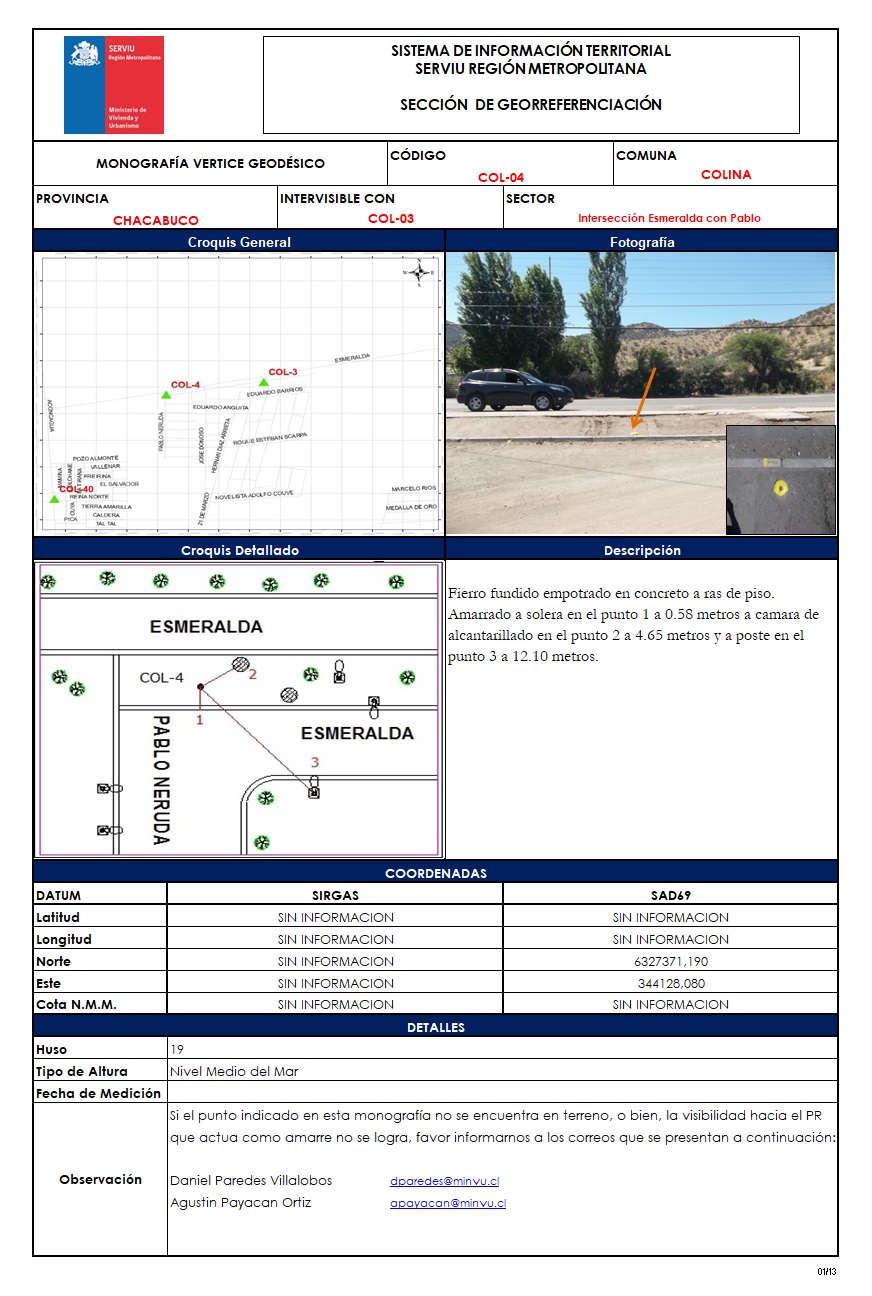 SERVIU
Región Metropolitana
Ministerio de
Vivienda y
Urbanismo
SISTEMA DE INFORMACIÓN TERRITORIAL
SERVIU REGIÓN METROPOLITANA
SECCIÓN DE GEORREFERENCIACIÓN
MONOGRAFÍA VERTICE GEODÉSICO
CÓDIGO
COL-04
COMUNA
COLINA
PROVINCIA
CHACABUCO
INTERVISIBLE CON
COL-03
SECTOR
Intersección Esmeralda con Pablo
Croquis General
Fotografía
N
W
E
S
ESMERALDA
COL-3
COL-4
EDUARDO BARRIOS
EDUARDO ANGUITA
ACONCAGUA
PABLO NERUDA
JOSE DONOSO
HERNAN DIAZ ARRIETA
ROQUE ESTEBAN SCARPA
POZO ALMONTE
VALLENAR
FREIRINA
EL SALVADOR
COL-40
REINA NORTE
TIERRA AMARILLA
CALDERA
TAL TAL
PICA
21 DE MARZO
NOVELISTA ADOLFO COUVE
MARCELO RIOS
MEDALLA DE ORO
Croquis Detallado
Descripción
ESMERALDA
COL-4
2
1
ESMERALDA
PABLO NERUDA
3
Fierro fundido empotrado en concreto a ras de piso.
Amarrado a solera en el punto 1 a 0.58 metros a camara de
alcantarillado en el punto 2 a 4.65 metros y a poste en el
punto 3 a 12.10 metros.
COORDENADAS
DATUM SIRGAS SAD69
Latitud SIN INFORMACION SIN INFORMACION
Longitud SIN INFORMACION SIN INFORMACION
Norte SIN INFORMACION 6327371,190
Este SIN INFORMACION 344128,080
Cota N.M.M. SIN INFORMACION SIN INFORMACION
DETALLES
Huso 19
Tipo de Altura Nivel Medio del Mar
Fecha de Medición
Observación
Si el punto indicado en esta monografía no se encuentra en terreno, o bien, la visibilidad hacia el PR
que actua como amarre no se logra, favor informarnos a los correos que se presentan a continuación:
Daniel Paredes Villalobos dparedes@minvu.cl
Agustin Payacan Ortiz apayacan@minvu.cl
01/13